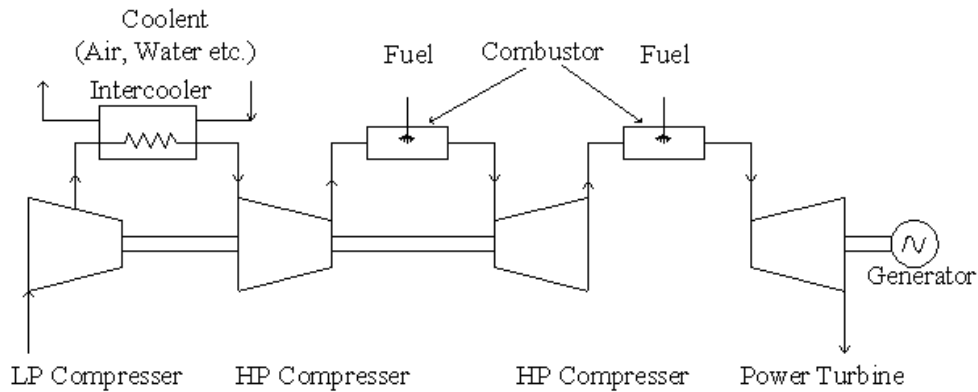 Coolent
(Air, Water etc.)
Fuel
Combustor
Fuel
Intercooler
Generator
LP Compresser
HP Compresser
HP Compresser
Power Turbine